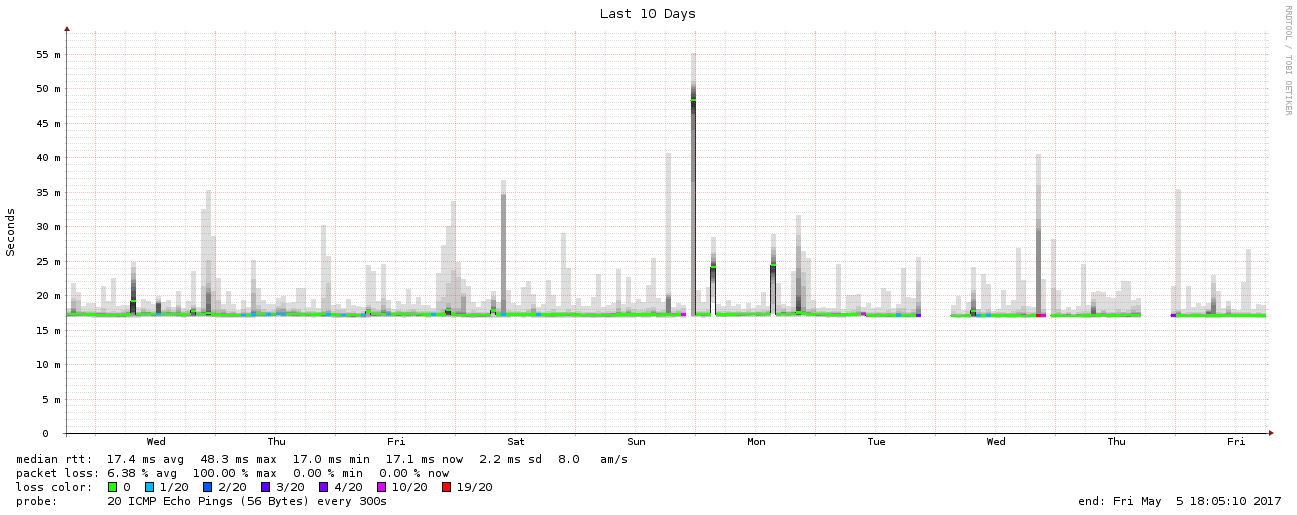 Last 10 Days
RRDTOOL / TOBI OETIKER
Seconds
55 m
50 m
45 m
40 m
35 m
30 m
25 m
20 m
15 m
10 m
5 m
0
Wed Thu Fri Sat Sun Mon Tue Wed Thu Fri
median rtt: 17.4 ms avg 48.3 ms max 17.0 ms min 17.1 ms now 2.2 ms sd 8.0 am/s
packet loss: 6.38 % avg 100.00 % max 0.00 % min 0.00 % now
loss color: 0 1/20 2/20 3/20 4/20 10/20 19/20
probe: 20 ICMP Echo Pings (56 Bytes) every 300s end: Fri May 5 18:05:10 2017